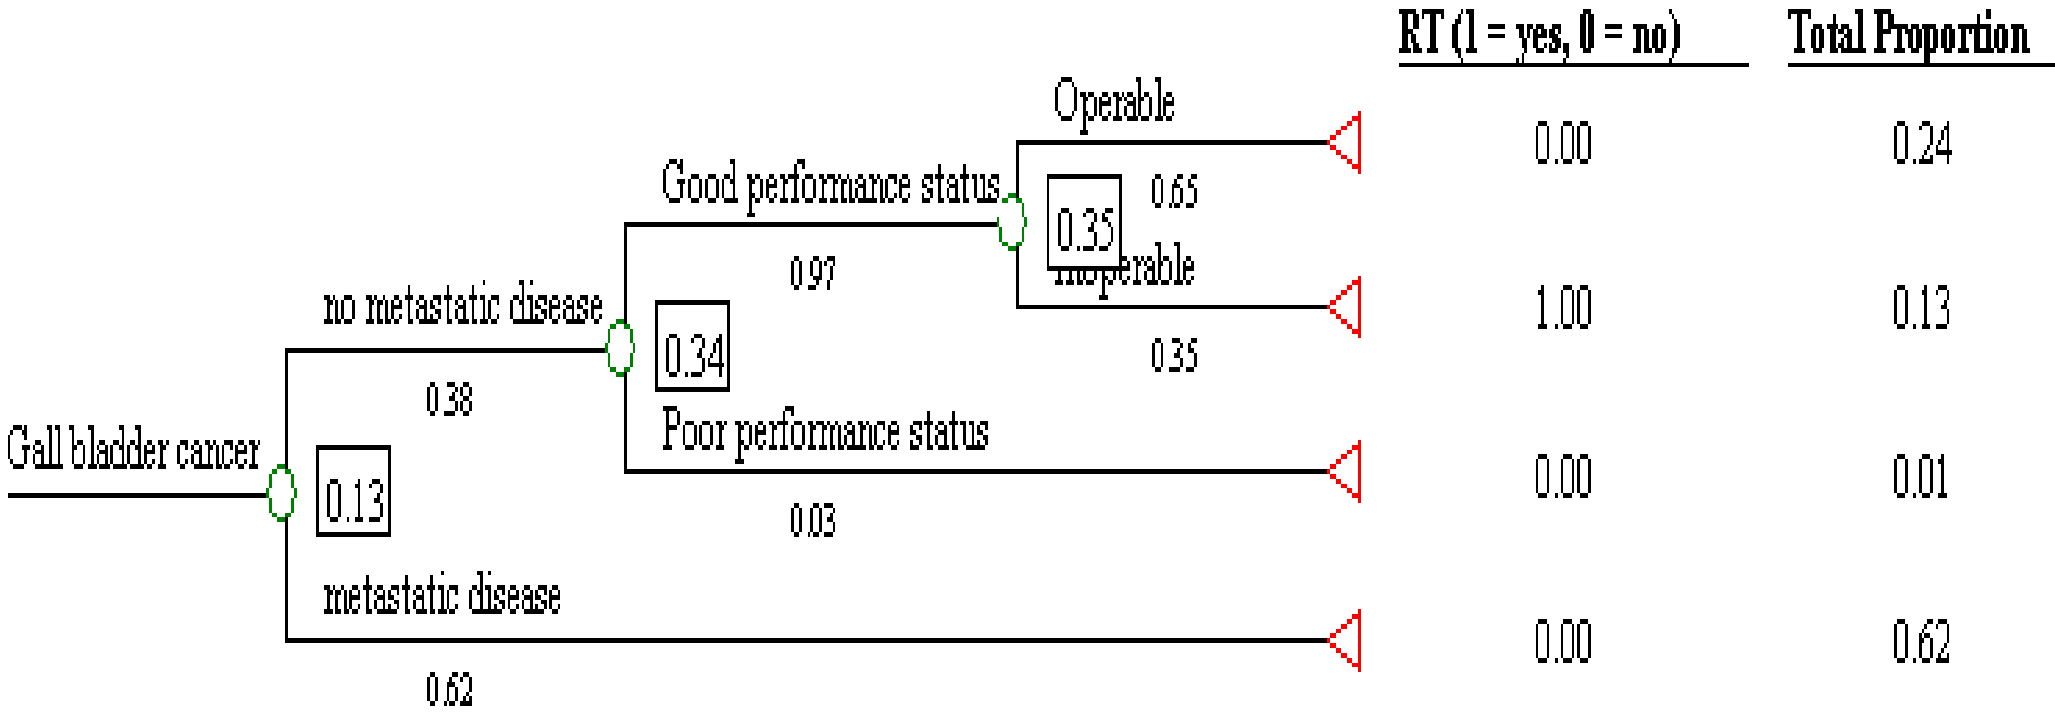 RT (1 = yes, 0 = no) Total Proportion
Operable
0.00 0.24
Good performance status
0.65
0.35
0.97
Inoperable
no metastatic disease
1.00 0.13
0.34
0.35
0.38
Poor performance status
Gall bladder cancer
0.00 0.01
0.13
0.03
metastatic disease
0.00 0.62
0.62